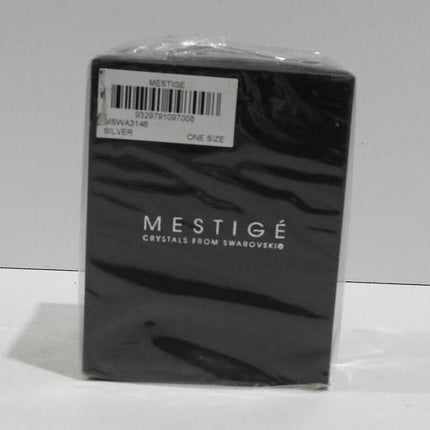 MESTIGE
9329791097008
MSWA3146
SILVER ONE SIZE
MESTIGÉ
CRYSTALS FROM SWAROVSKI®